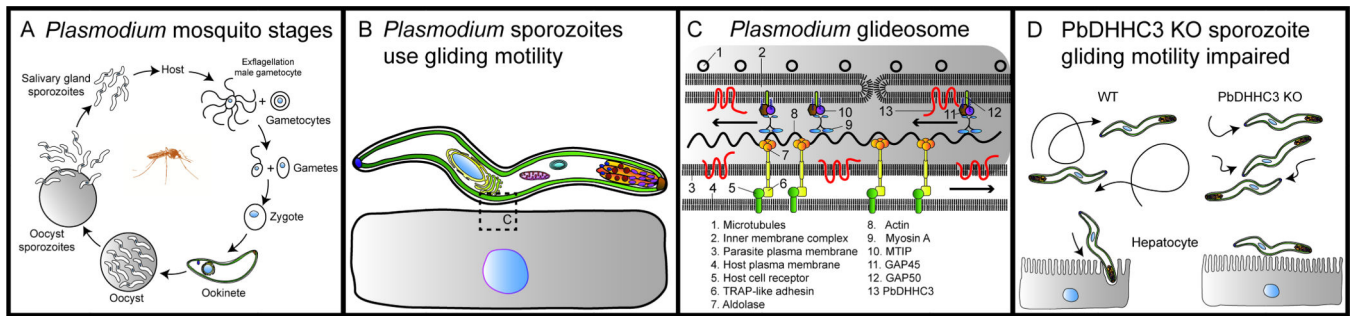 A Plasmodium mosquito stages
Host
Exflagellation
male gametocyte
Salivary gland
sporozoites
+
Gametocytes
+ Gametes
Zygote
Ookinete
Oocyst
Oocyst
sporozoites
B Plasmodium sporozoites
use gliding motility
C
C Plasmodium glideosome
1
2
8
10
9
13
11
12
7
3
4
5
6
1. Microtubules
2. Inner membrane complex
3. Parasite plasma membrane
4. Host plasma membrane
5. Host cell receptor
6. TRAP-like adhesin
7. Aldolase
8. Actin
9. Myosin A
10. MTIP
11. GAP45
12. GAP50
13 PbDHHC3
D PbDHHC3 KO sporozoite
gliding motility impaired
WT
PbDHHC3 KO
Hepatocyte